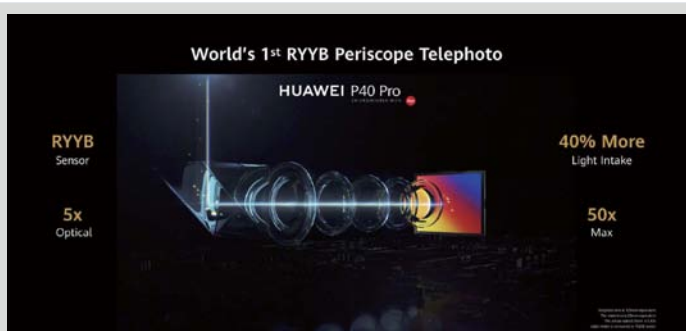 World's 1st RYYB Periscope Telephoto
HUAWEI P40 Pro
RYYB
Sensor
40% More
Light Intake
5x
Optical
50x
Max